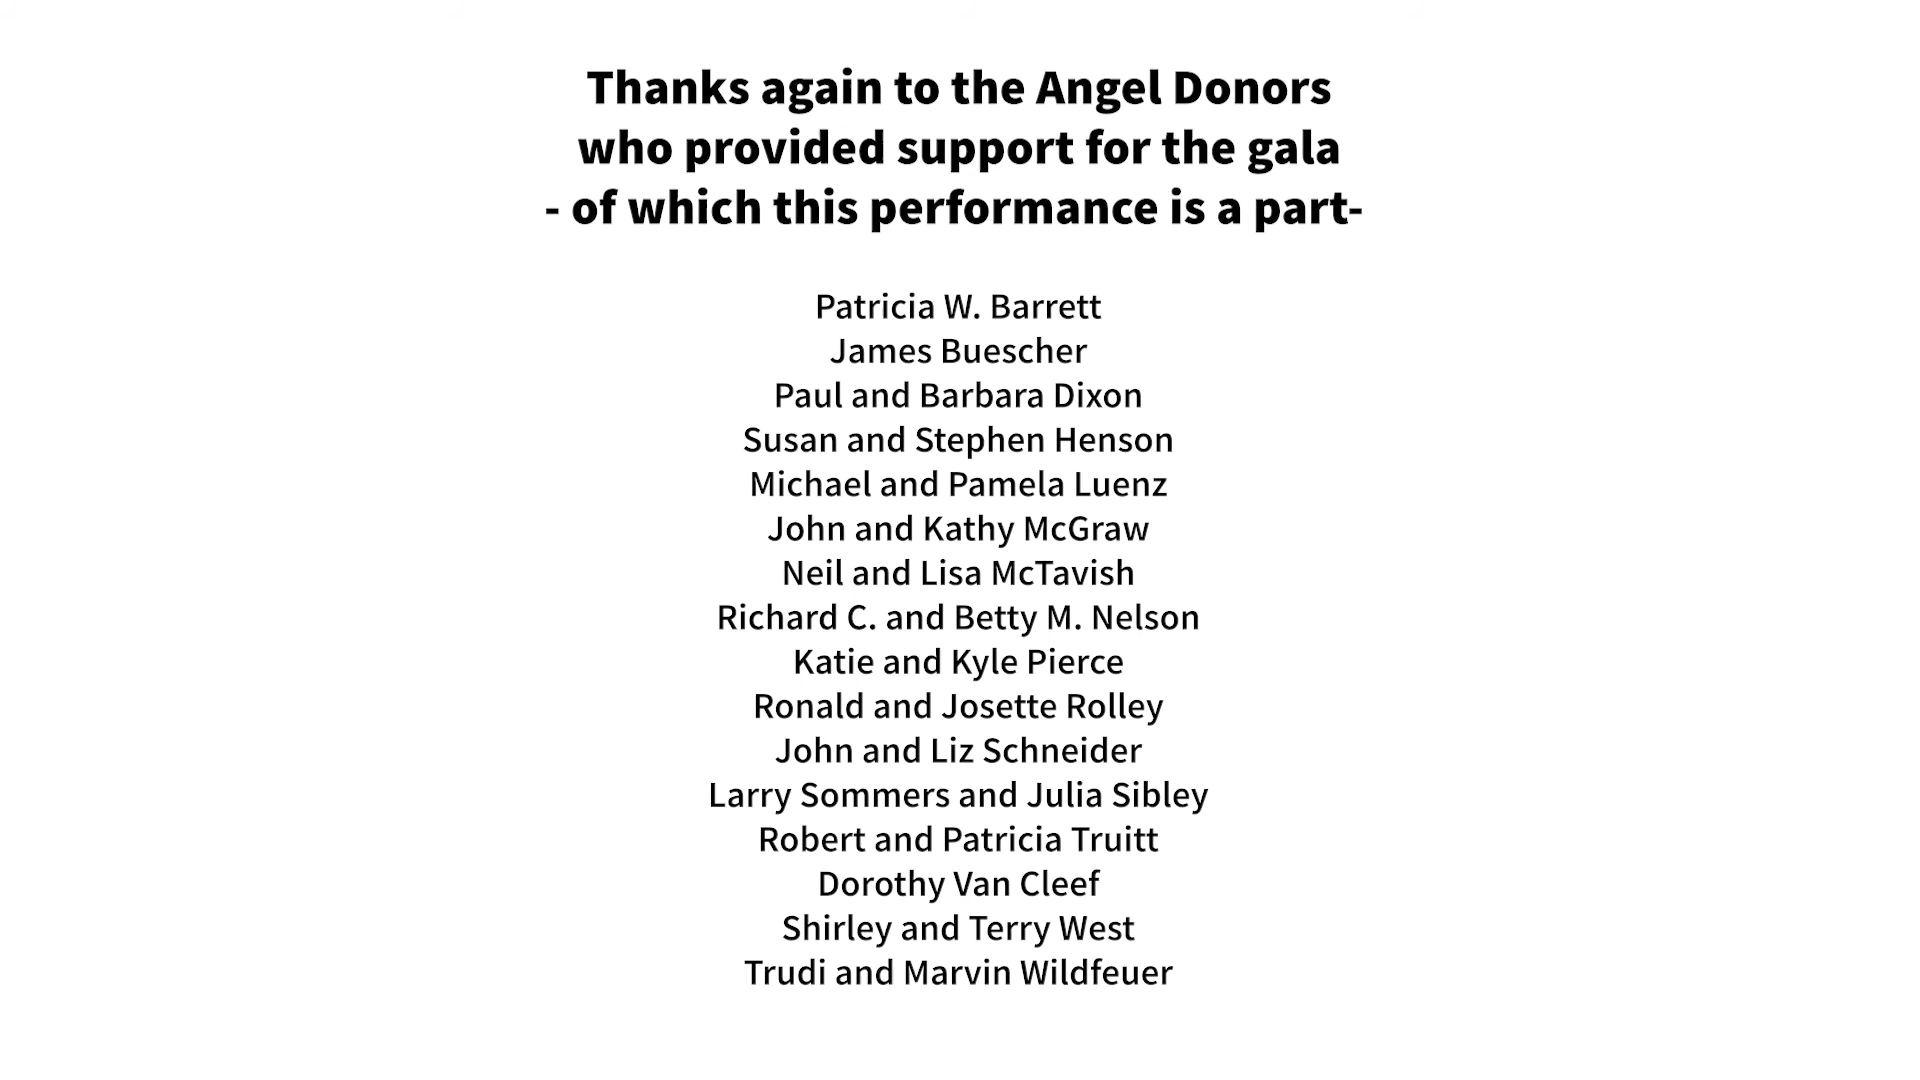 Thanks again to the Angel Donors
who provided support for the gala
- of which this performance is a part-
Patricia W. Barrett
James Buescher
Paul and Barbara Dixon
Susan and Stephen Henson
Michael and Pamela Luenz
John and Kathy McGraw
Neil and Lisa McTavish
Richard C. and Betty M. Nelson
Katie and Kyle Pierce
Ronald and Josette Rolley
John and Liz Schneider
Larry Sommers and Julia Sibley
Robert and Patricia Truitt
Dorothy Van Cleef
Shirley and Terry West
Trudi and Marvin Wildfeuer